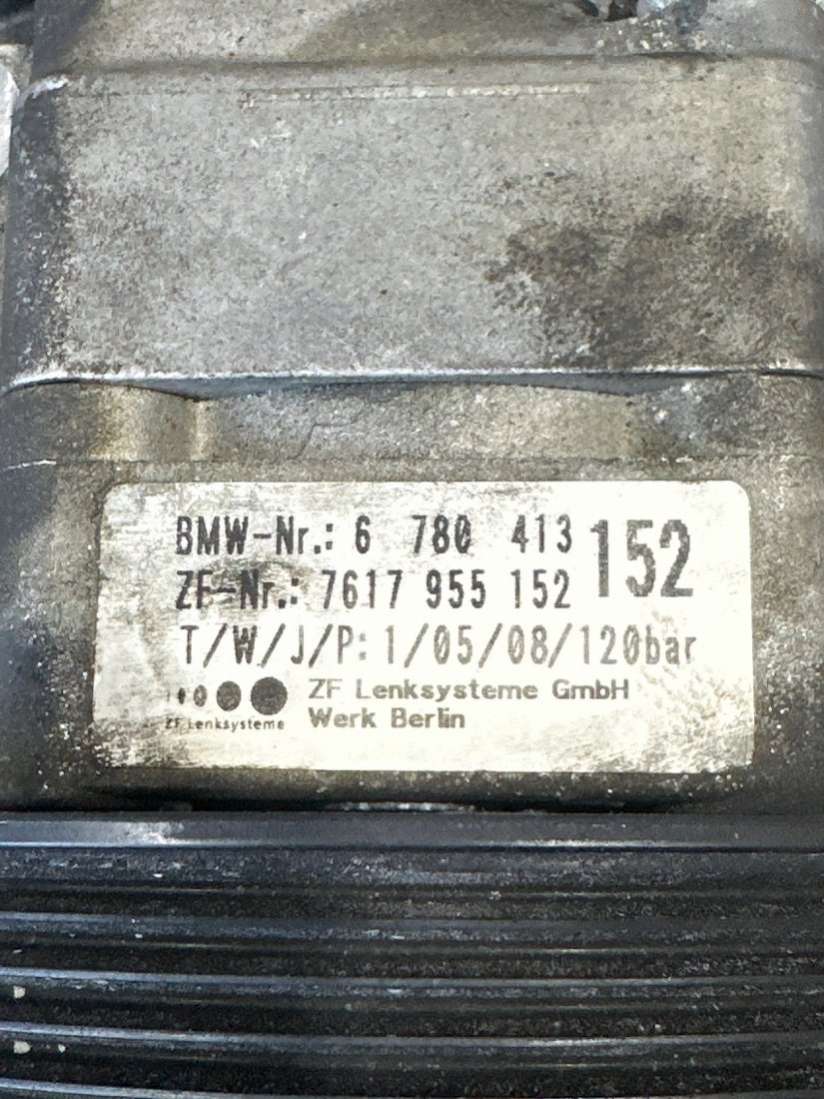 BMW-Nr.: 6 780 413
152
ZF-Nr.: 7617 955 152
T/W/J/P: 1/05/08/120bar
ZF Lenksysteme GmbH
ZF Lenksysteme
Werk Berlin